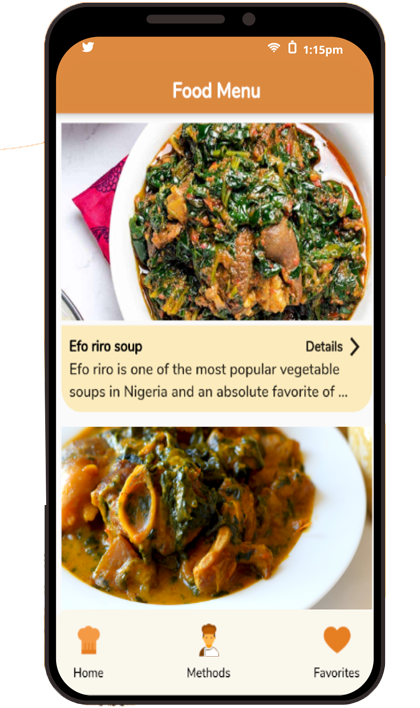 1:15pm
Food Menu
Efo riro soup
Details
Efo riro is one of the most popular vegetable
soups in Nigeria and an absolute favorite of ...
Home
Methods
Favorites